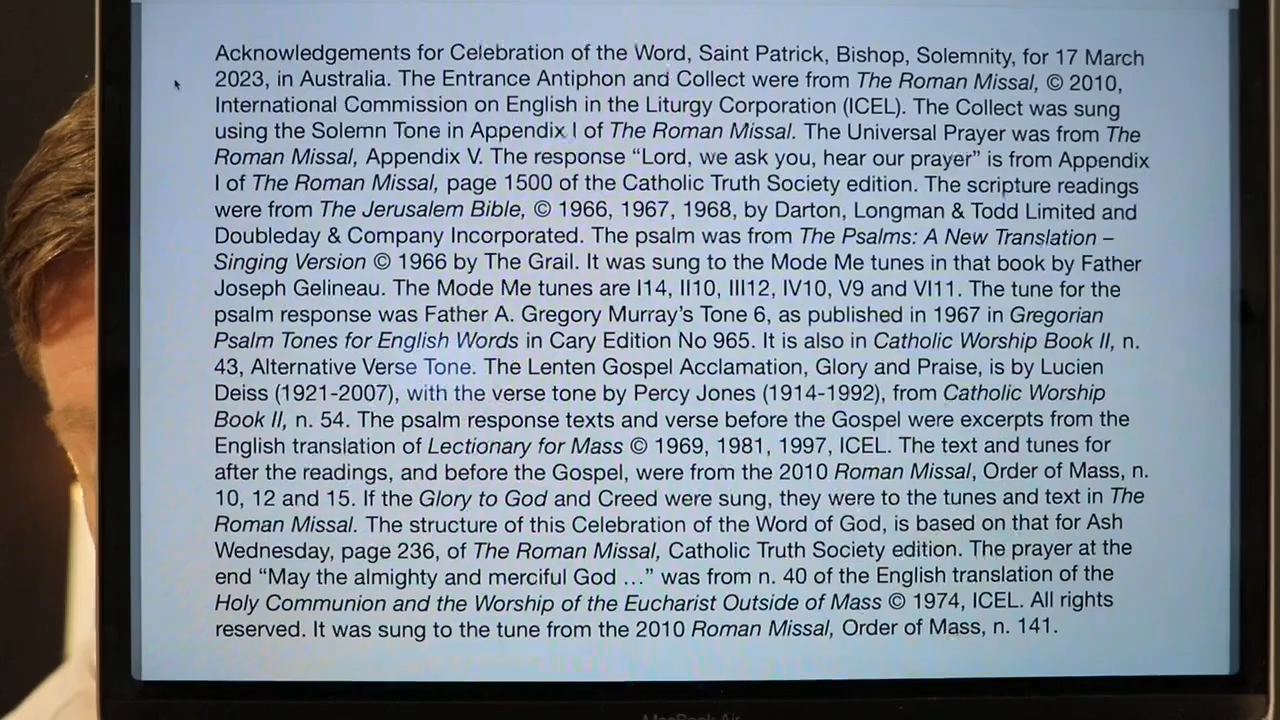 Acknowledgements for Celebration of the Word, Saint Patrick, Bishop, Solemnity, for 17 March
2023, in Australia. The Entrance Antiphon and Collect were from The Roman Missal, © 2010,
International Commission on English in the Liturgy Corporation (ICEL). The Collect was sung
using the Solemn Tone in Appendix I of The Roman Missal. The Universal Prayer was from The
Roman Missal, Appendix V. The response “Lord, we ask you, hear our prayer” is from Appendix
I of The Roman Missal, page 1500 of the Catholic Truth Society edition. The scripture readings
were from The Jerusalem Bible, © 1966, 1967, 1968, by Darton, Longman & Todd Limited and
Doubleday & Company Incorporated. The psalm was from The Psalms: A New Translation –
Singing Version © 1966 by The Grail. It was sung to the Mode Me tunes in that book by Father
Joseph Gelineau. The Mode Me tunes are I14, II10, III12, IV10, V9 and VI11. The tune for the
psalm response was Father A. Gregory Murray’s Tone 6, as published in 1967 in Gregorian
Psalm Tones for English Words in Cary Edition No 965. It is also in Catholic Worship Book II, n.
43, Alternative Verse Tone. The Lenten Gospel Acclamation, Glory and Praise, is by Lucien
Deiss (1921-2007), with the verse tone by Percy Jones (1914-1992), from Catholic Worship
Book II, n. 54. The psalm response texts and verse before the Gospel were excerpts from the
English translation of Lectionary for Mass © 1969, 1981, 1997, ICEL. The text and tunes for
after the readings, and before the Gospel, were from the 2010 Roman Missal, Order of Mass, n.
10, 12 and 15. If the Glory to God and Creed were sung, they were to the tunes and text in The
Roman Missal. The structure of this Celebration of the Word of God, is based on that for Ash
Wednesday, page 236, of The Roman Missal, Catholic Truth Society edition. The prayer at the
end “May the almighty and merciful God …” was from n. 40 of the English translation of the
Holy Communion and the Worship of the Eucharist Outside of Mass © 1974, ICEL. All rights
reserved. It was sung to the tune from the 2010 Roman Missal, Order of Mass, n. 141.
MacBook Air